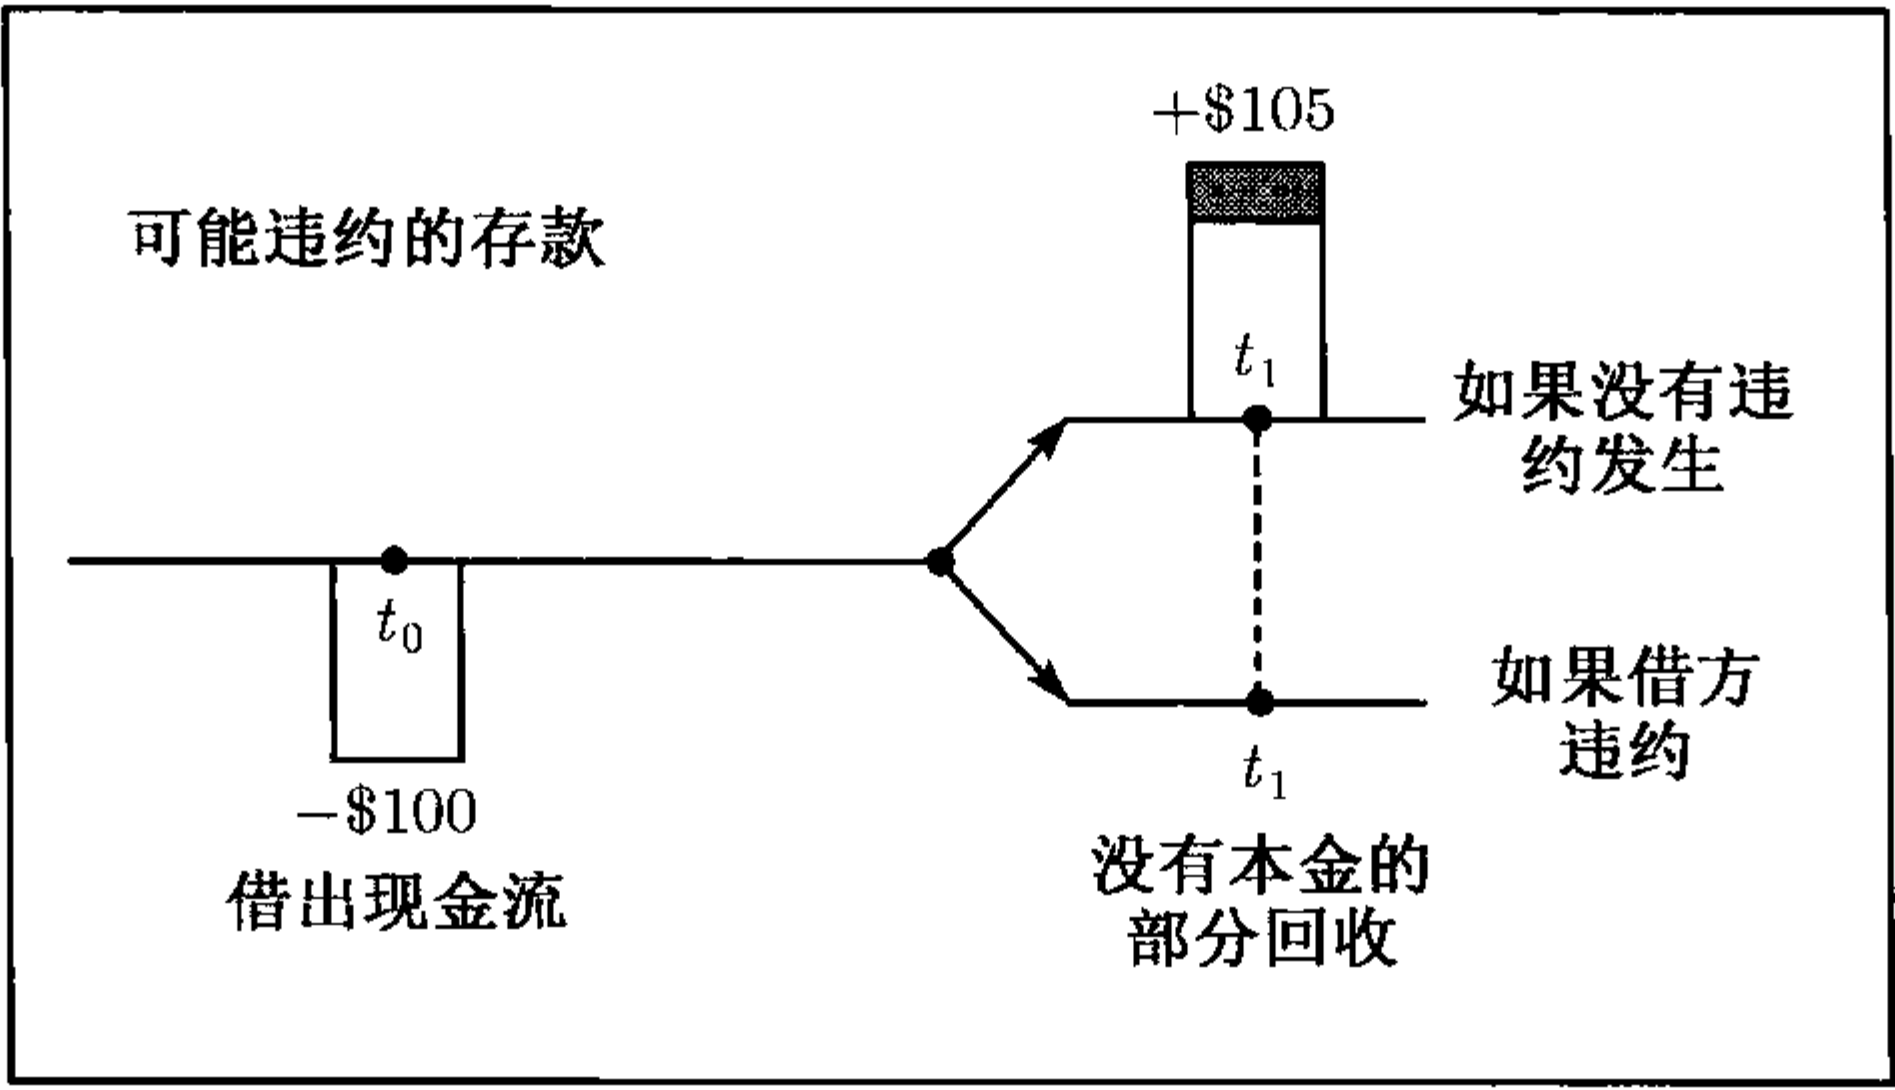 +$105
可能违约的存款
t₁
如果没有违
约发生
t₀
如果借方
违约
t₁
-$100
没有本金的
借出现金流
部分回收